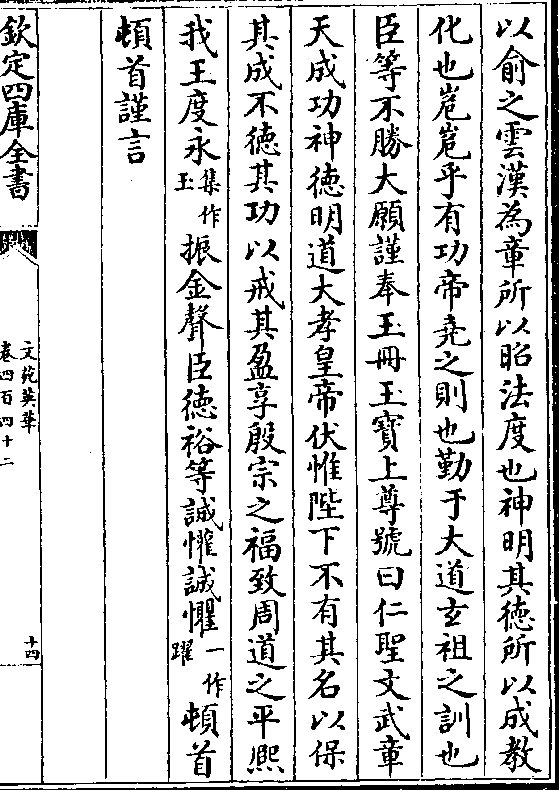 以俞之雲漢為章所以昭法度也神明其徳所以成教
化也嵬嵬乎有功帝堯之則也勤于大道玄祖之訓也
臣等不勝大願謹奉玉冊玉寳上尊號曰仁聖文武章
天成功神徳明道大孝皇帝伏惟陛下不有其名以保
其成不徳其功以戒其盈享殷宗之福致周道之平熙
我王度永集作玉振金聲臣徳裕等誠懽誠懼一作躍頓首
頓首謹言
欽定四庫全書
文苑英華
卷四百四十二
十四